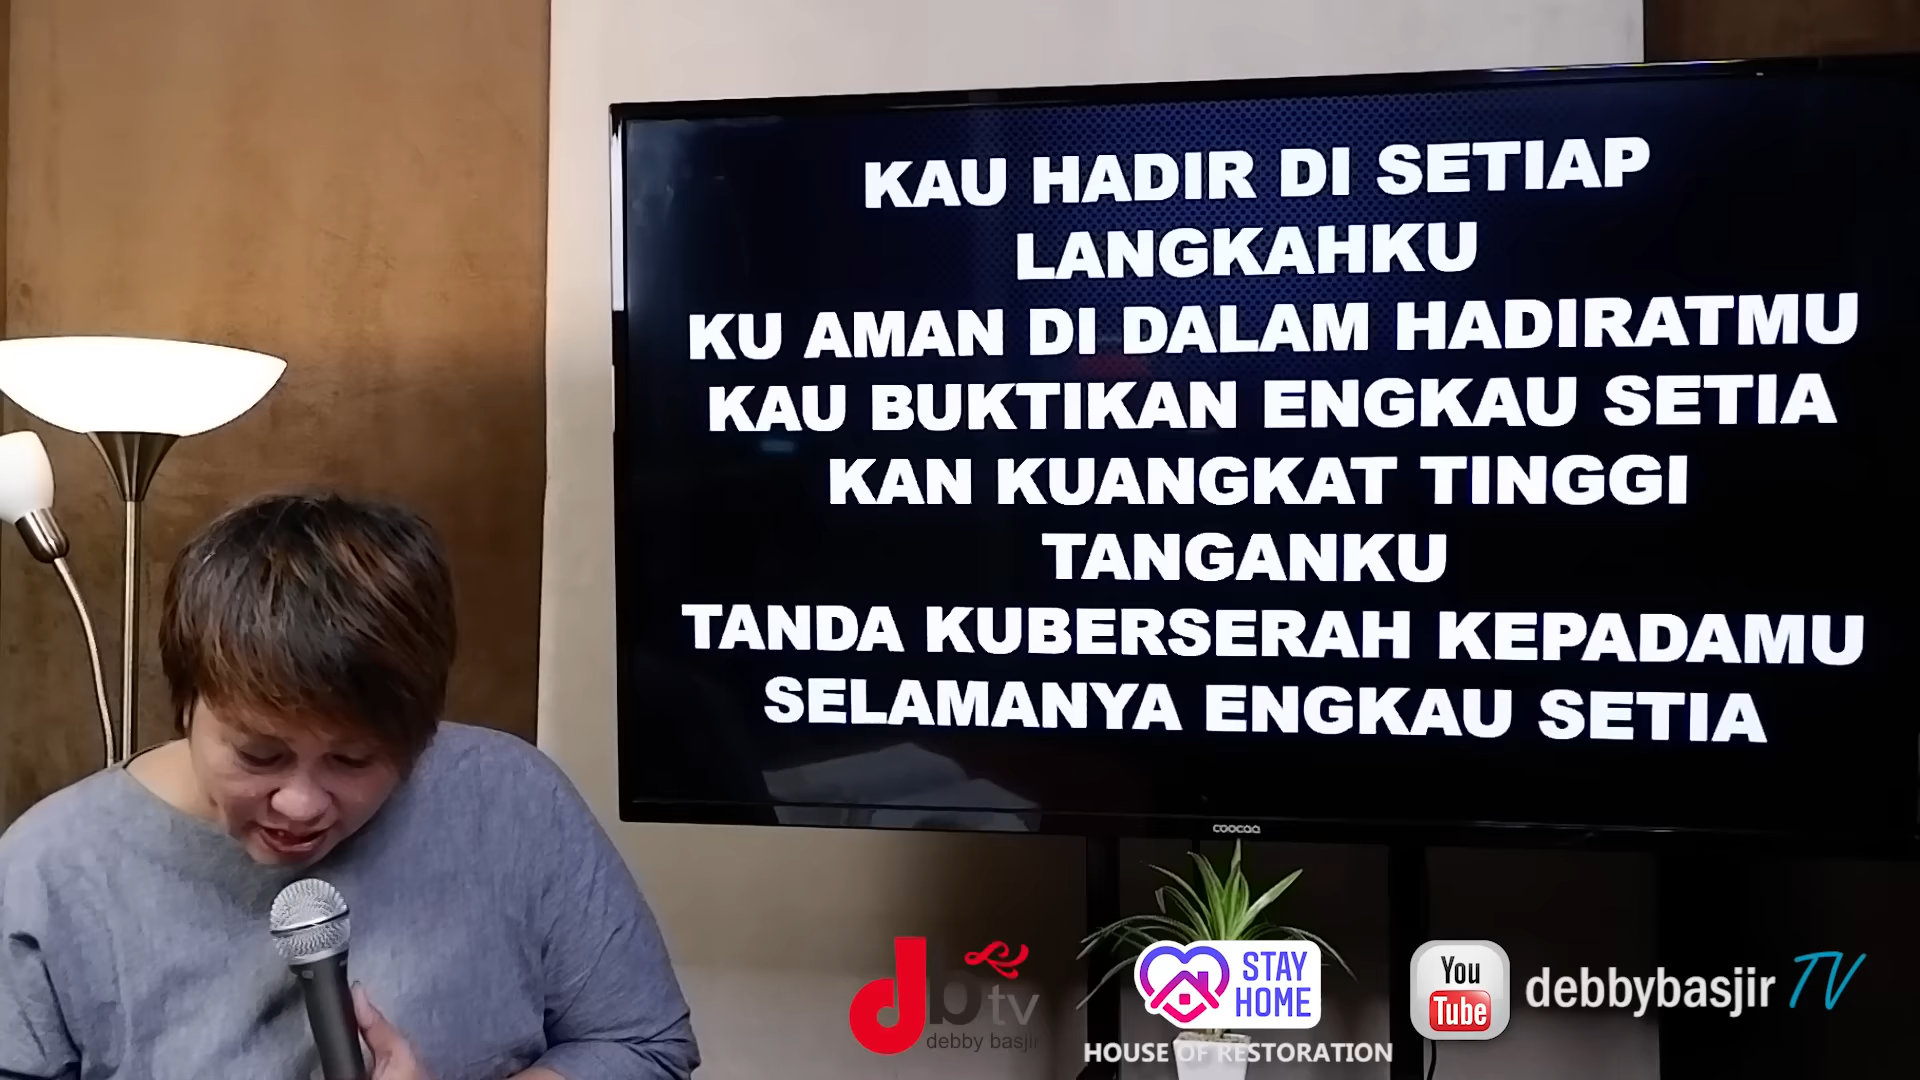 KAU HADIR DI SETIAP
LANGKAHKU
KU AMAN DI DALAM HADIRATMU
KAU BUKTIKAN ENGKAU SETIA
KAN KUANGKAT TINGGI
TANGANKU
TANDA KUBERSERAH KEPADAMU
SELAMANYA ENGKAU SETIA
coocaa
db tv
debby basjir
STAY
HOME
HOUSE OF RESTORATION
You
Tube
debbybasjir TV